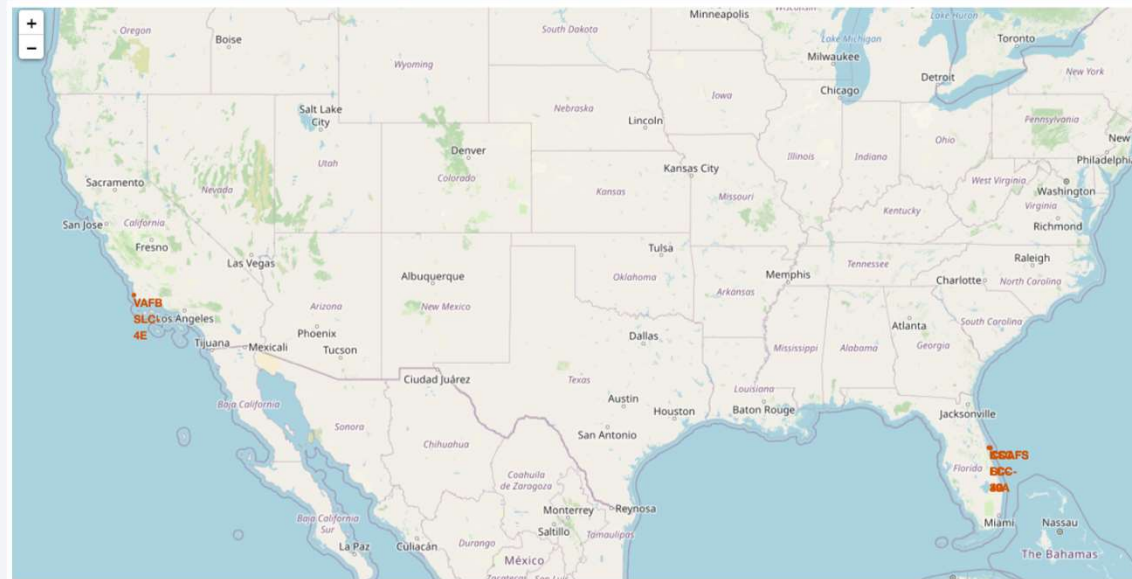 +
−
Oregon
Boise
South Dakota
Minneapolis
Lake Huron
Toronto
Lake Michigan
Milwaukee
Wyoming
Detroit
New York
Chicago
Iowa
Nebraska
Salt Lake
City
Lincoln
Pennsylvania
Ohio
New
Philadelphia
Denver
Utah
Illinois
Indiana
Kansas City
Colorado
Sacramento
Nevada
Kansas
Missouri
West Virginia
Washington
Virginia
Kentucky
San Jose
California
Richmond
Fresno
Tulsa
Las Vegas
Raleigh
Albuquerque
Oklahoma
Memphis
Tennessee
Charlotte
North Carolina
Arizona
New Mexico
Arkansas
VAFB
SLC-
4E
Los Angeles
South Carolina
Atlanta
Phoenix
Dallas
Tijuana
Mexicali
Tucson
Mississippi
Alabama
Georgia
Ciudad Juárez
Texas
Louisiana
Austin
Baja California
Houston
Baton Rouge
Jacksonville
Sonora
San Antonio
Chihuahua
Florida
Coahuila
de Zaragoza
Monterrey
Reynosa
Baja California
Sur
Miami
Nassau
Saltillo
Tamaulipas
La Paz
Culiacán
Durango
The Bahamas
México
Zacatecas